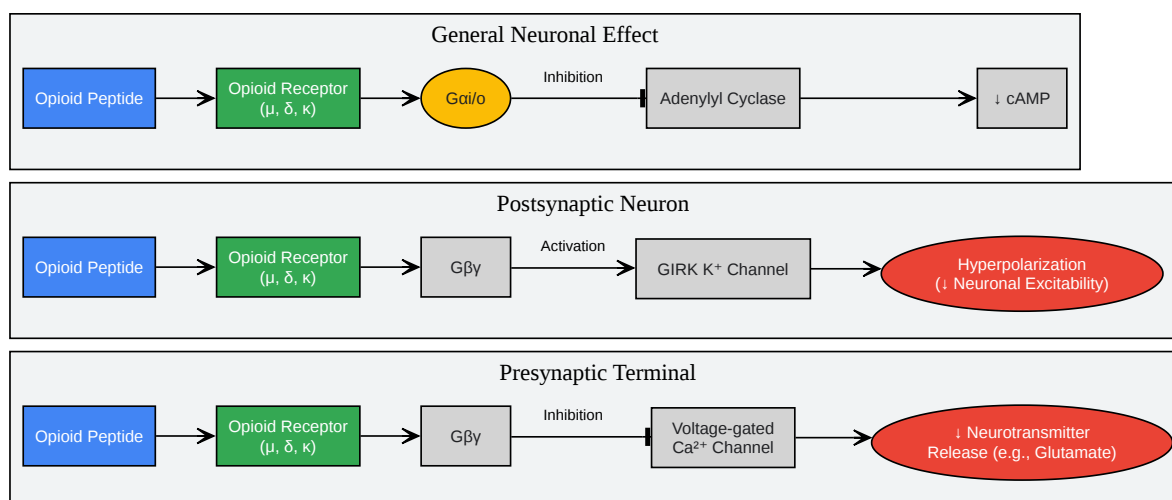 General Neuronal Effect
Opioid Peptide
Opioid Receptor
(μ, δ, κ)
Gαi/o
Inhibition
Adenylyl Cyclase
↓ cAMP
Postsynaptic Neuron
Opioid Peptide
Opioid Receptor
(μ, δ, κ)
Gβγ
Activation
GIRK K⁺ Channel
Hyperpolarization
(↓ Neuronal Excitability)
Presynaptic Terminal
Opioid Peptide
Opioid Receptor
(μ, δ, κ)
Gβγ
Inhibition
Voltage-gated
Ca²⁺ Channel
↓ Neurotransmitter
Release (e.g., Glutamate)